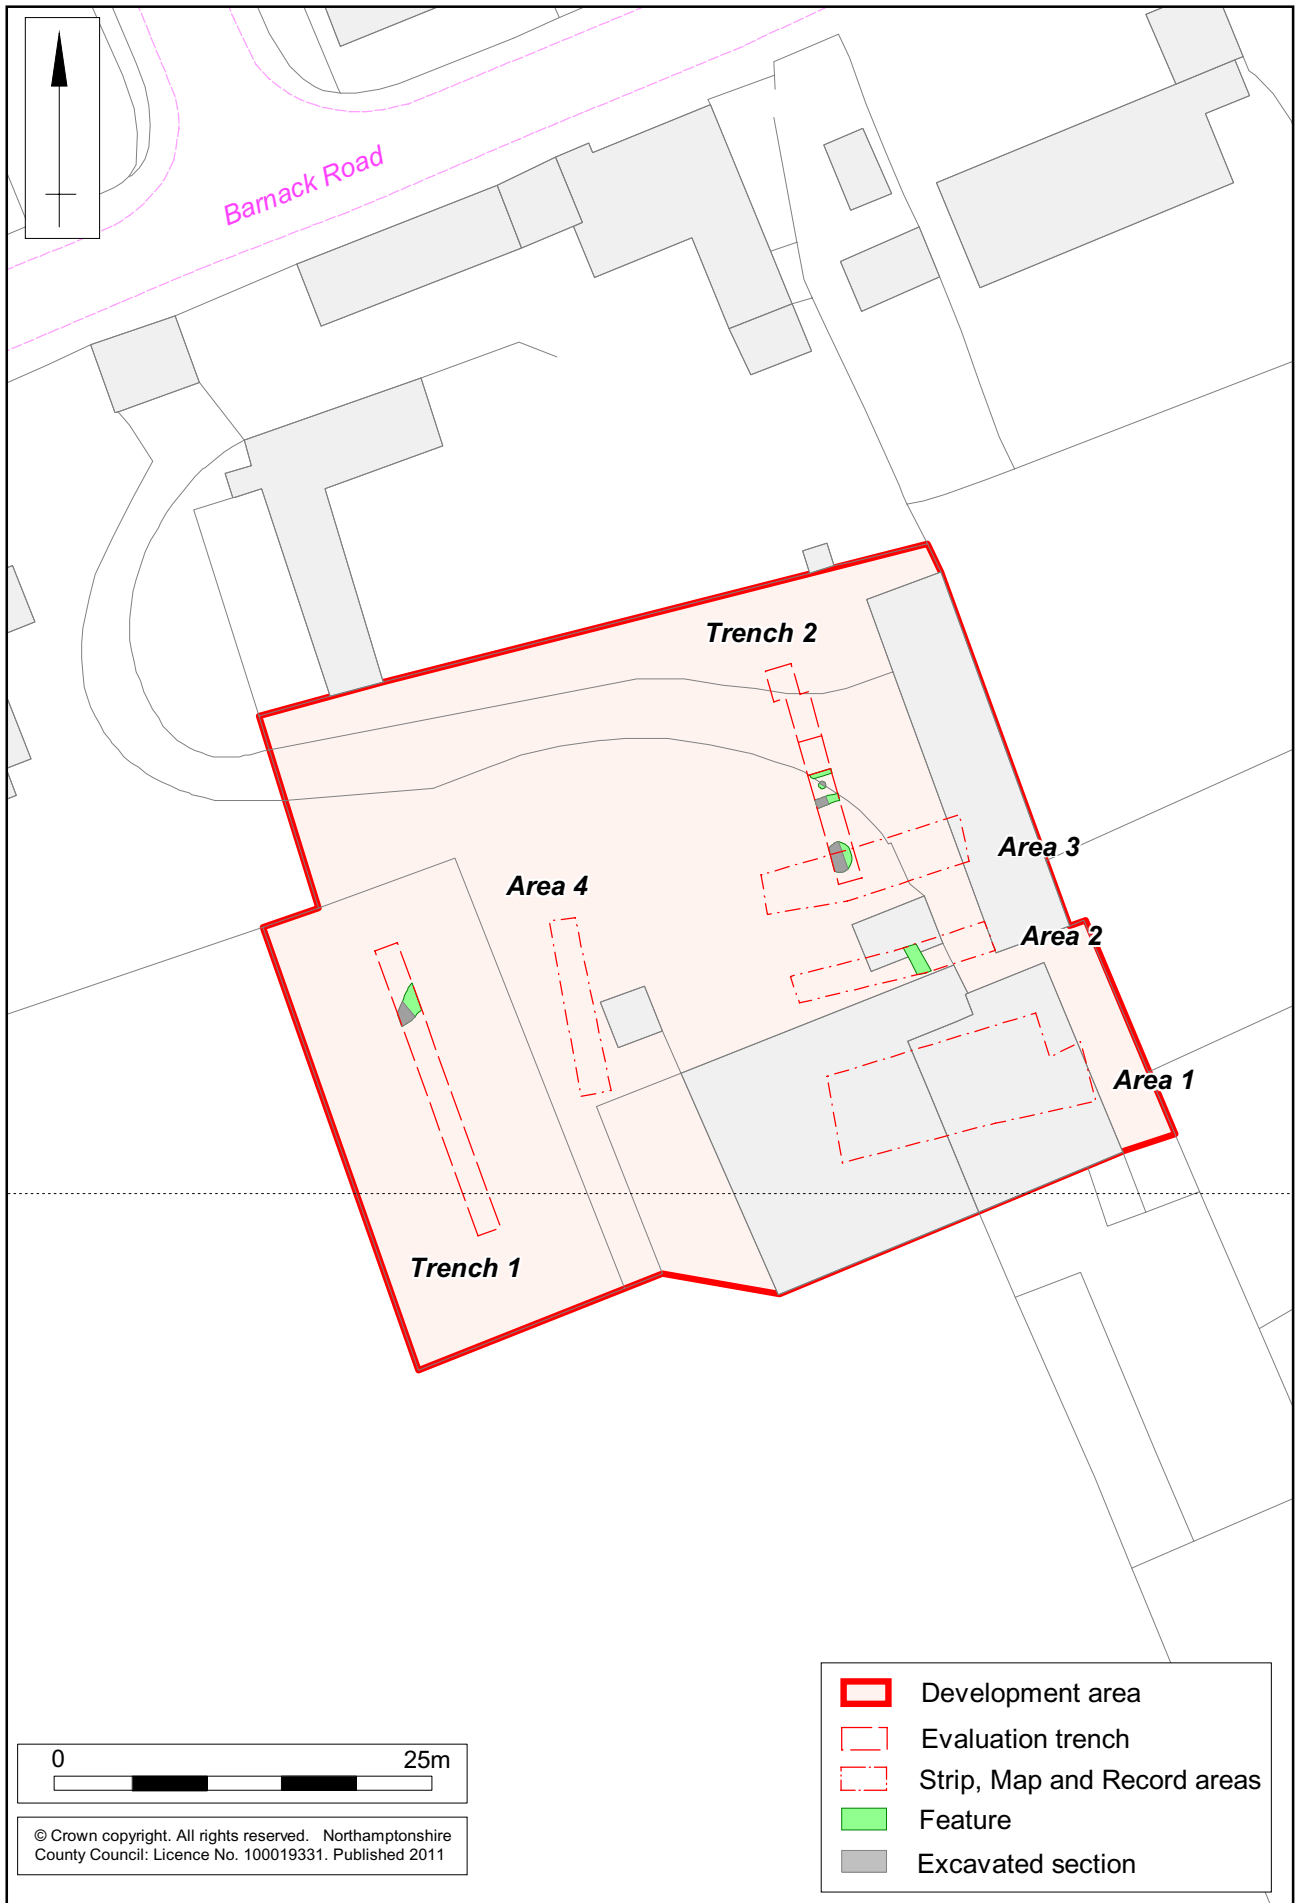 Barnack Road
Trench 2
Area 3
Area 4
Area 2
Area 1
Trench 1
Development area
Evaluation trench
Strip, Map and Record areas
Feature
Excavated section
0 25m
© Crown copyright. All rights reserved. Northamptonshire
County Council: Licence No. 100019331. Published 2011